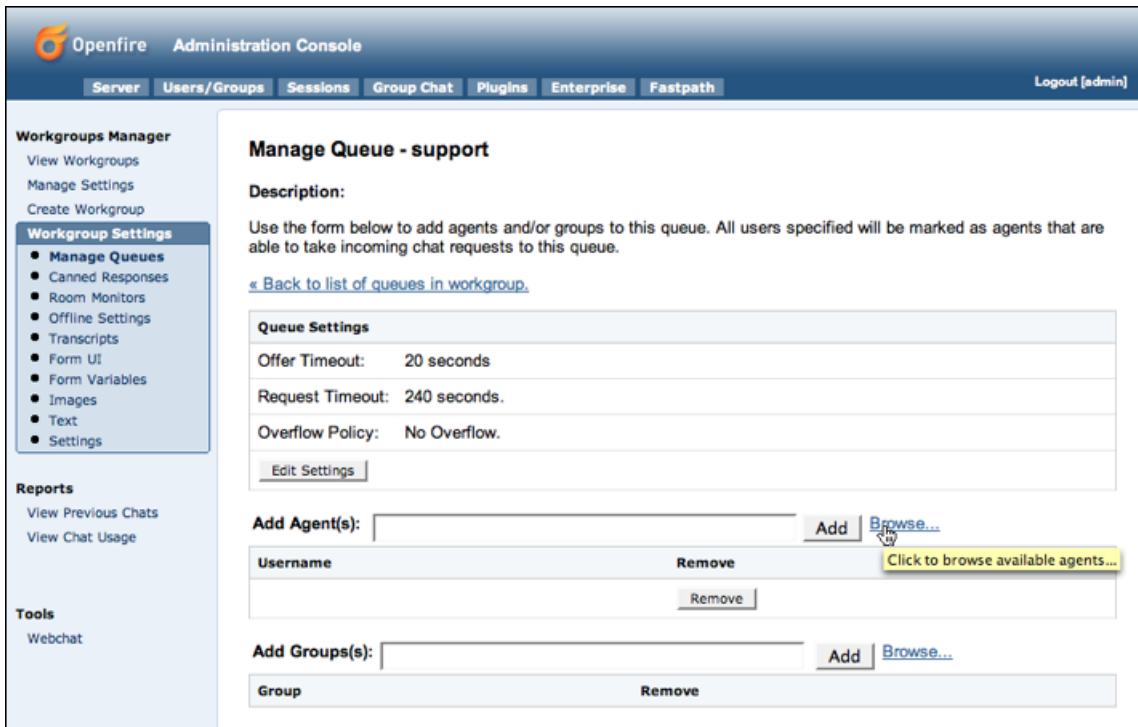 Openfire Administration Console
Server Users/Groups Sessions Group Chat Plugins Enterprise Fastpath Logout [admin]
Workgroups Manager
View Workgroups
Manage Settings
Create Workgroup
Workgroup Settings
Manage Queues
Canned Responses
Room Monitors
Offline Settings
Transcripts
Form UI
Form Variables
Images
Text
Settings
Reports
View Previous Chats
View Chat Usage
Tools
Webchat
Manage Queue - support
Description:
Use the form below to add agents and/or groups to this queue. All users specified will be marked as agents that are
able to take incoming chat requests to this queue.
« Back to list of queues in workgroup.
Queue Settings
Offer Timeout: 20 seconds
Request Timeout: 240 seconds.
Overflow Policy: No Overflow.
Edit Settings
Add Agent(s): Add Browse...
Click to browse available agents...
Username Remove
Remove
Add Groups(s): Add Browse...
Group Remove